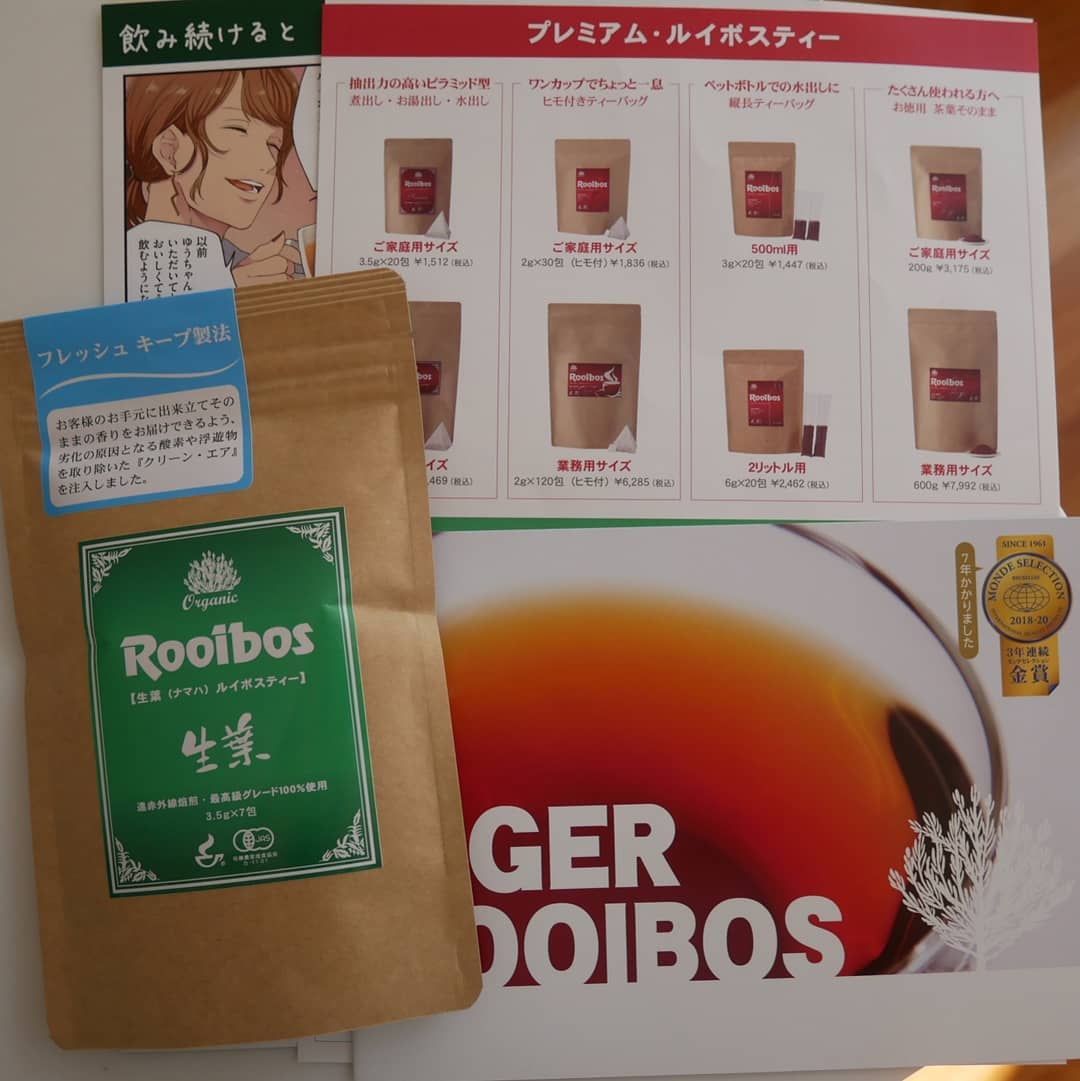 飲み続けると
以前
ゆうちゃん
いただいて
おいしくて
飲むように
プレミアム・ルイボスティー
抽出力の高いピラミッド型
煮出し・お湯出し・水出し
Rooibos
ご家庭用サイズ
3.5g×20包 ¥1,512（税込）
ワンカップでちょっと一息
ヒモ付きティーバッグ
Rooibos
ご家庭用サイズ
2g×30包（ヒモ付）¥1,836（税込）
ペットボトルでの水出しに
縦長ティーバッグ
Rooibos
500ml用
3g×20包 ¥1,447（税込）
たくさん使われる方へ
お徳用 茶葉そのまま
Rooibos
ご家庭用サイズ
200g ¥3,175（税込）
イズ
,469（税込）
Rooibos
業務用サイズ
2g×120包（ヒモ付）¥6,285（税込）
Rooibos
2リットル用
6g×20包 ¥2,462（税込）
Rooibos
業務用サイズ
600g ¥7,992（税込）
フレッシュ キープ製法
お客様のお手元に出来立てその
ままの香りをお届けできるよう、
劣化の原因となる酸素や浮遊物
を取り除いた『クリーン・エア』
を注入しました。
Organic
Rooibos
【生葉（ナマハ）ルイボスティー】
生葉
遠赤外線焙煎・最高級グレード100%使用
3.5g×7包
JAS
7年かかりました
SINCE 1961
MONDE SELECTION
BRUSELLES
2018-20
3年連続
モンドセレクション
金賞
GER
OOIBOS